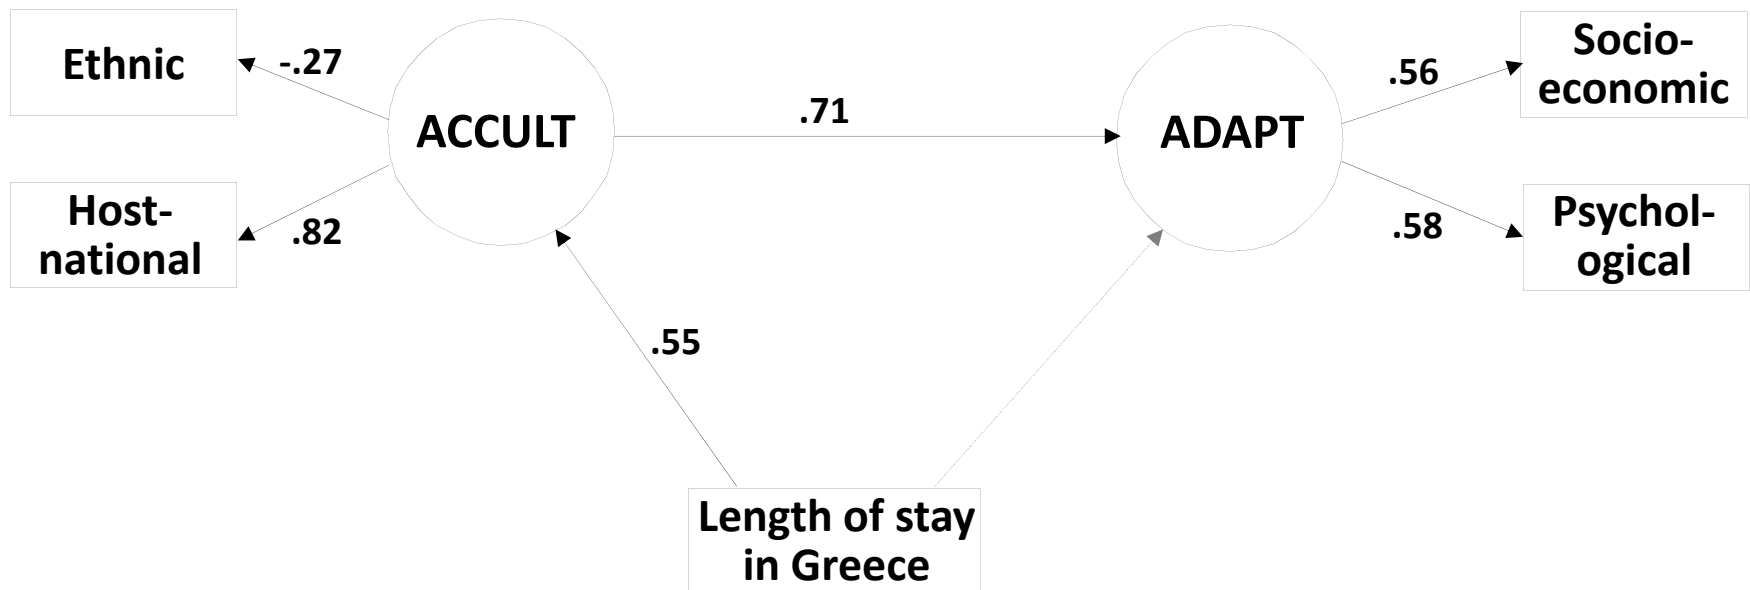 Ethnic
-.27
ACCULT
.71
ADAPT
.56
Socio-
economic
Host-
national
.82
.58
Psychol-
ogical
.55
Length of stay
in Greece